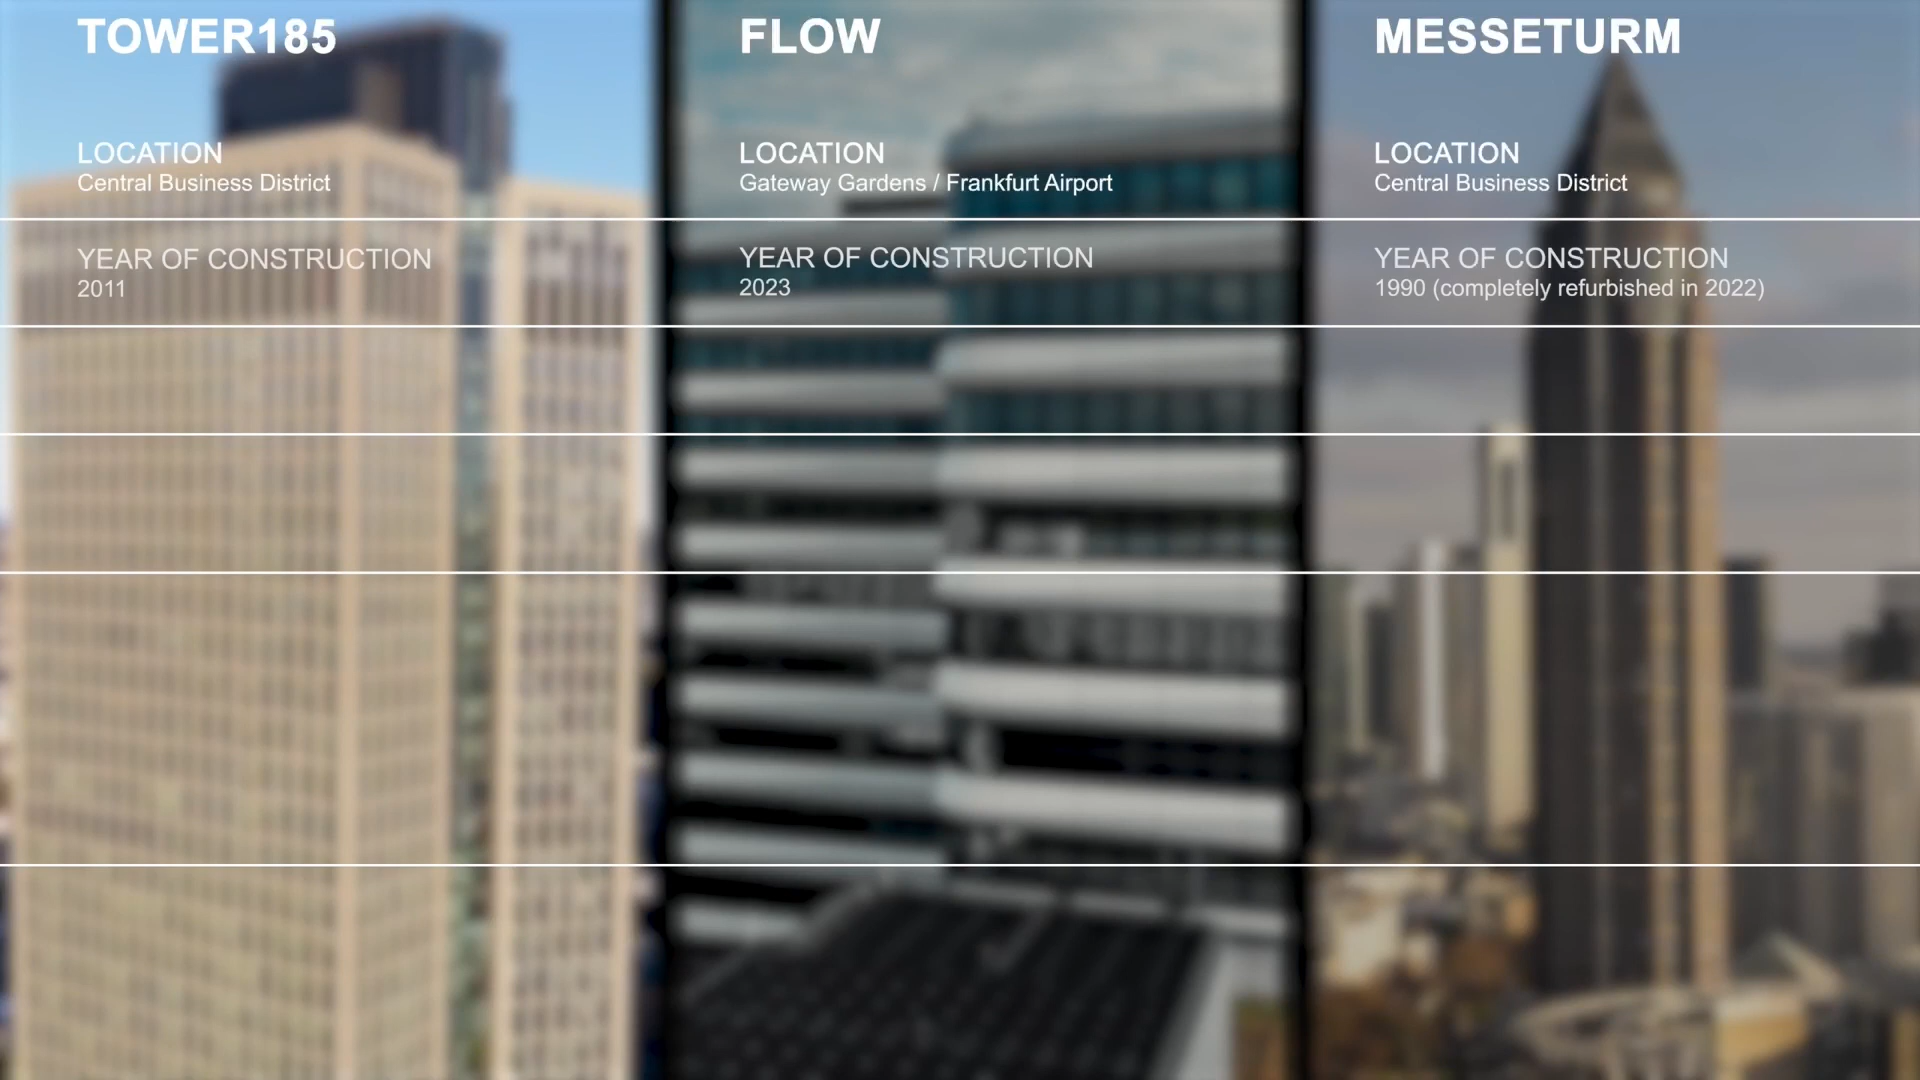 TOWER185
LOCATION
Central Business District
YEAR OF CONSTRUCTION
2011
FLOW
LOCATION
Gateway Gardens / Frankfurt Airport
YEAR OF CONSTRUCTION
2023
MESSETURM
LOCATION
Central Business District
YEAR OF CONSTRUCTION
1990 (completely refurbished in 2022)